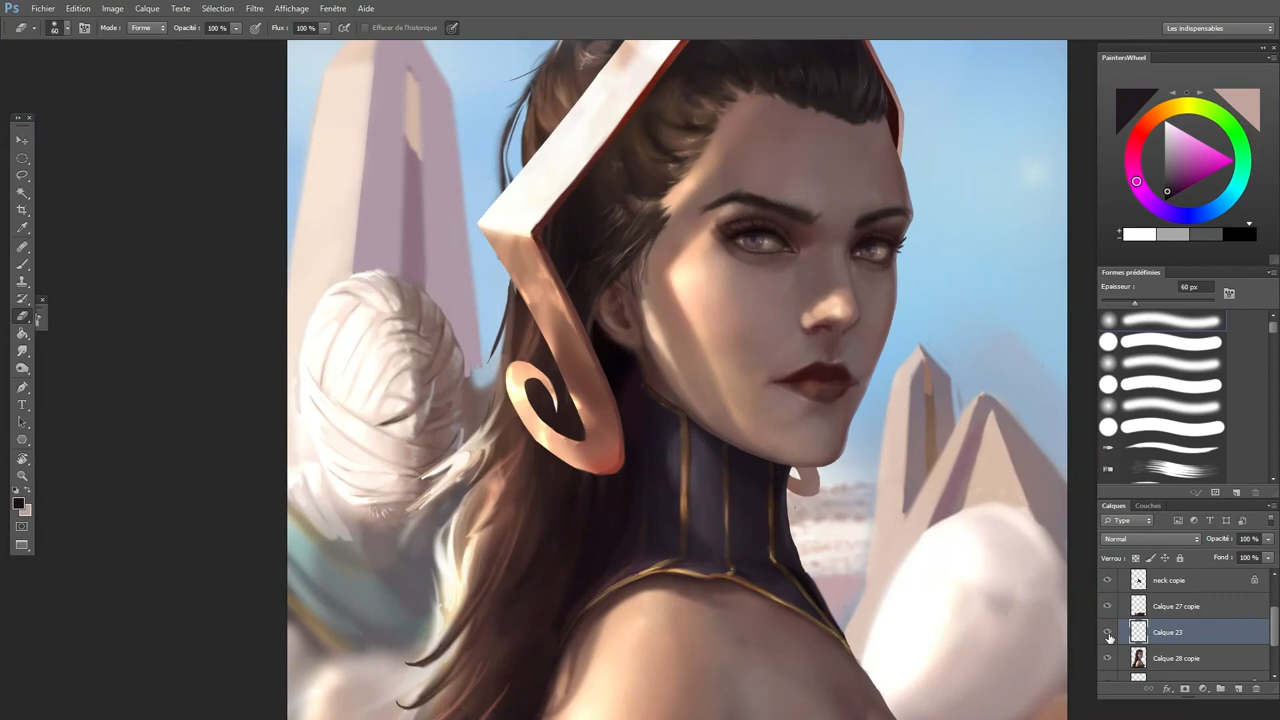 Ps Fichier Edition Image Calque Texte Sélection Filtre Affichage Fenêtre Aide
60 Mode : Forme Opacité : 100 % Flux : 100 % Effacer de l'historique Les indispensables
PaintersWheel
Formes prédéfinies
Epaisseur : 60 px
Calques Couches
Type
Normal Opacité : 100 %
Verrou : Fond : 100 %
neck copie
Calque 27 copie
Calque 23
Calque 28 copie